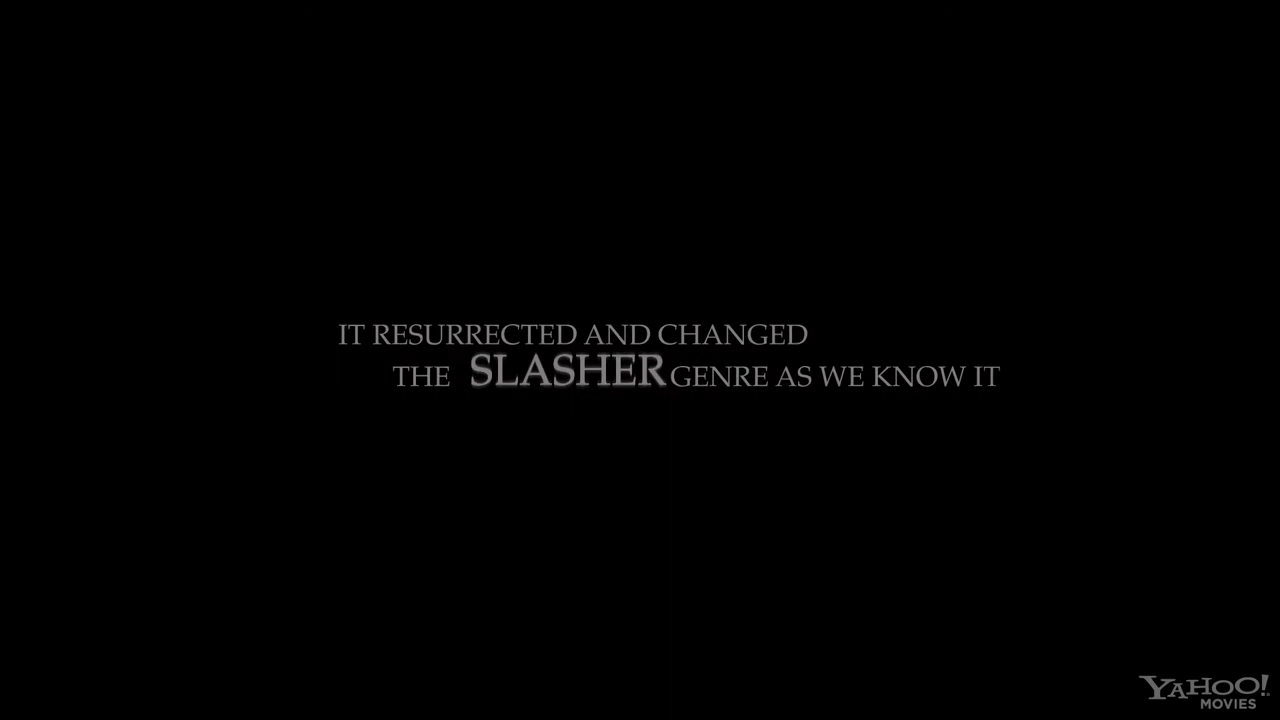 IT RESURRECTED AND CHANGED
THE SLASHER GENRE AS WE KNOW IT
YAHOO!
MOVIES